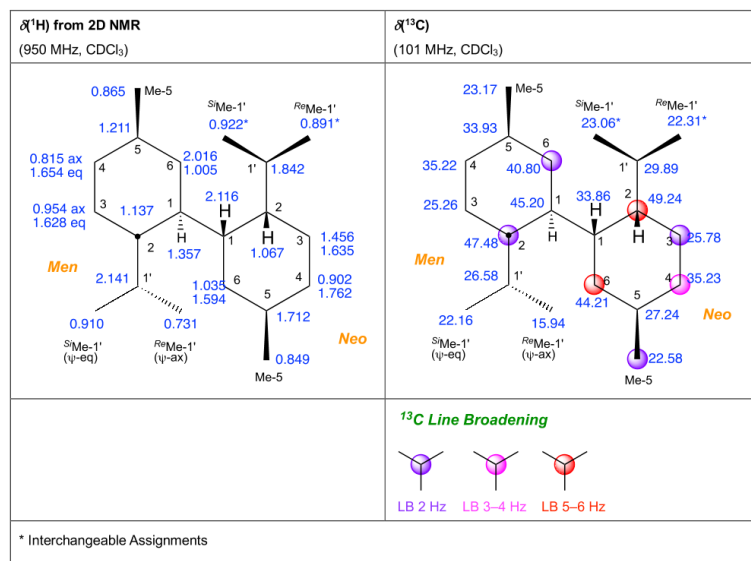 δ(¹H) from 2D NMR
(950 MHz, CDCl₃)
0.865
Me-5
SiMe-1'
ReMe-1'
0.922*
0.891*
1.211
5
0.815 ax
1.654 eq
4
6
2.016
1.005
1'
1.842
3
0.954 ax
1.628 eq
1.137
1
2.116
H
2
2
H
1.357
1
H
1.067
3
1.456
1.635
Men
2.141
1'
1.035
1.594
6
4
0.902
1.762
5
1.712
0.910
0.731
Neo
SiMe-1'
(ψ-eq)
ReMe-1'
(ψ-ax)
0.849
Me-5
δ(¹³C)
(101 MHz, CDCl₃)
23.17
Me-5
SiMe-1'
ReMe-1'
23.06*
22.31*
33.93
5
6
35.22
4
40.80
1'
29.89
3
25.26
45.20
1
33.86
H
2
49.24
47.48
2
H
1
H
3
25.78
Men
26.58
1'
6
44.21
4
35.23
5
27.24
22.16
15.94
Neo
SiMe-1'
(ψ-eq)
ReMe-1'
(ψ-ax)
22.58
Me-5
¹³C Line Broadening
LB 2 Hz
LB 3–4 Hz
LB 5–6 Hz
* Interchangeable Assignments